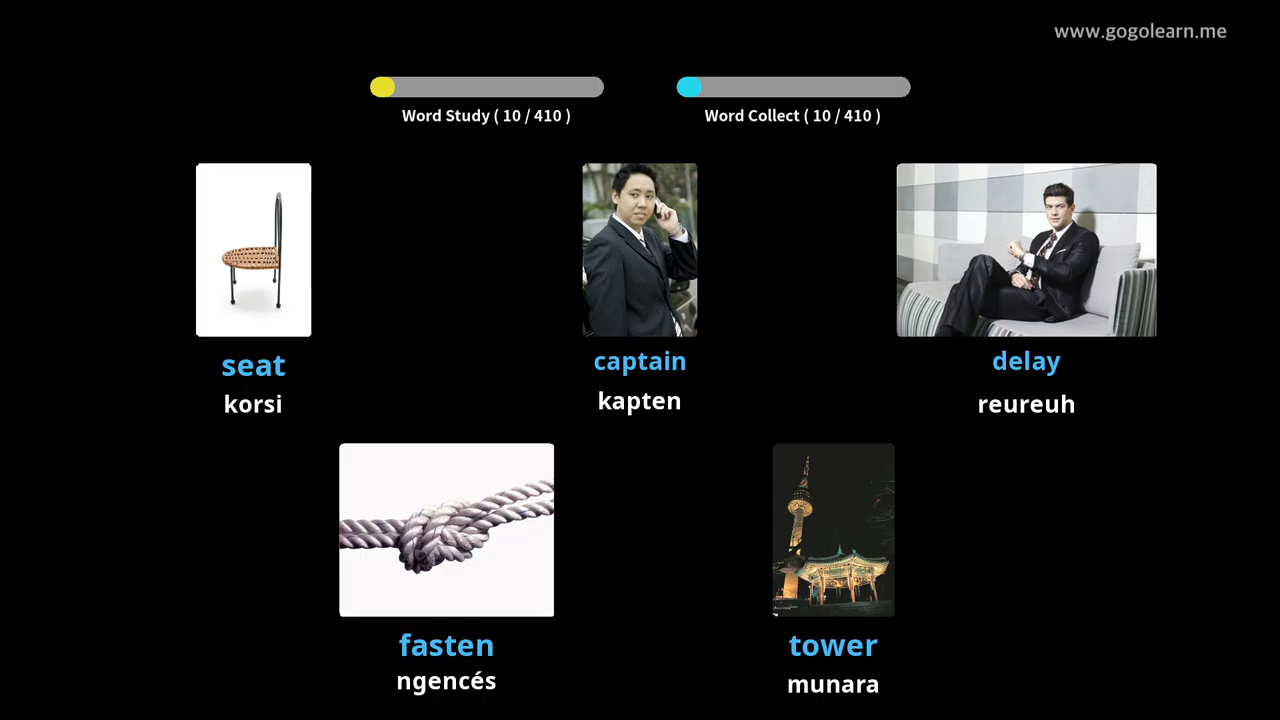 www.gogolearn.me
Word Study ( 10 / 410 )
Word Collect ( 10 / 410 )
seat
korsi
captain
kapten
delay
reureuh
fasten
ngencés
tower
munara